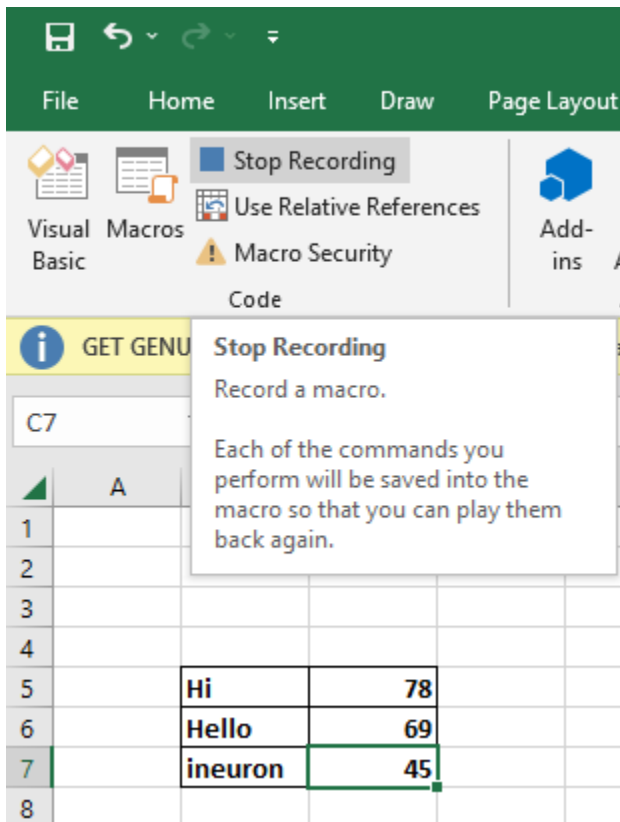 File Home Insert Draw Page Layout
Stop Recording
Use Relative References
Visual Basic
Macros
Macro Security
Add-ins
Code
GET GENU
Stop Recording
Record a macro.
Each of the commands you
perform will be saved into the
macro so that you can play them
back again.
C7
A
1
2
3
4
5 Hi 78
6 Hello 69
7 ineuron 45
8